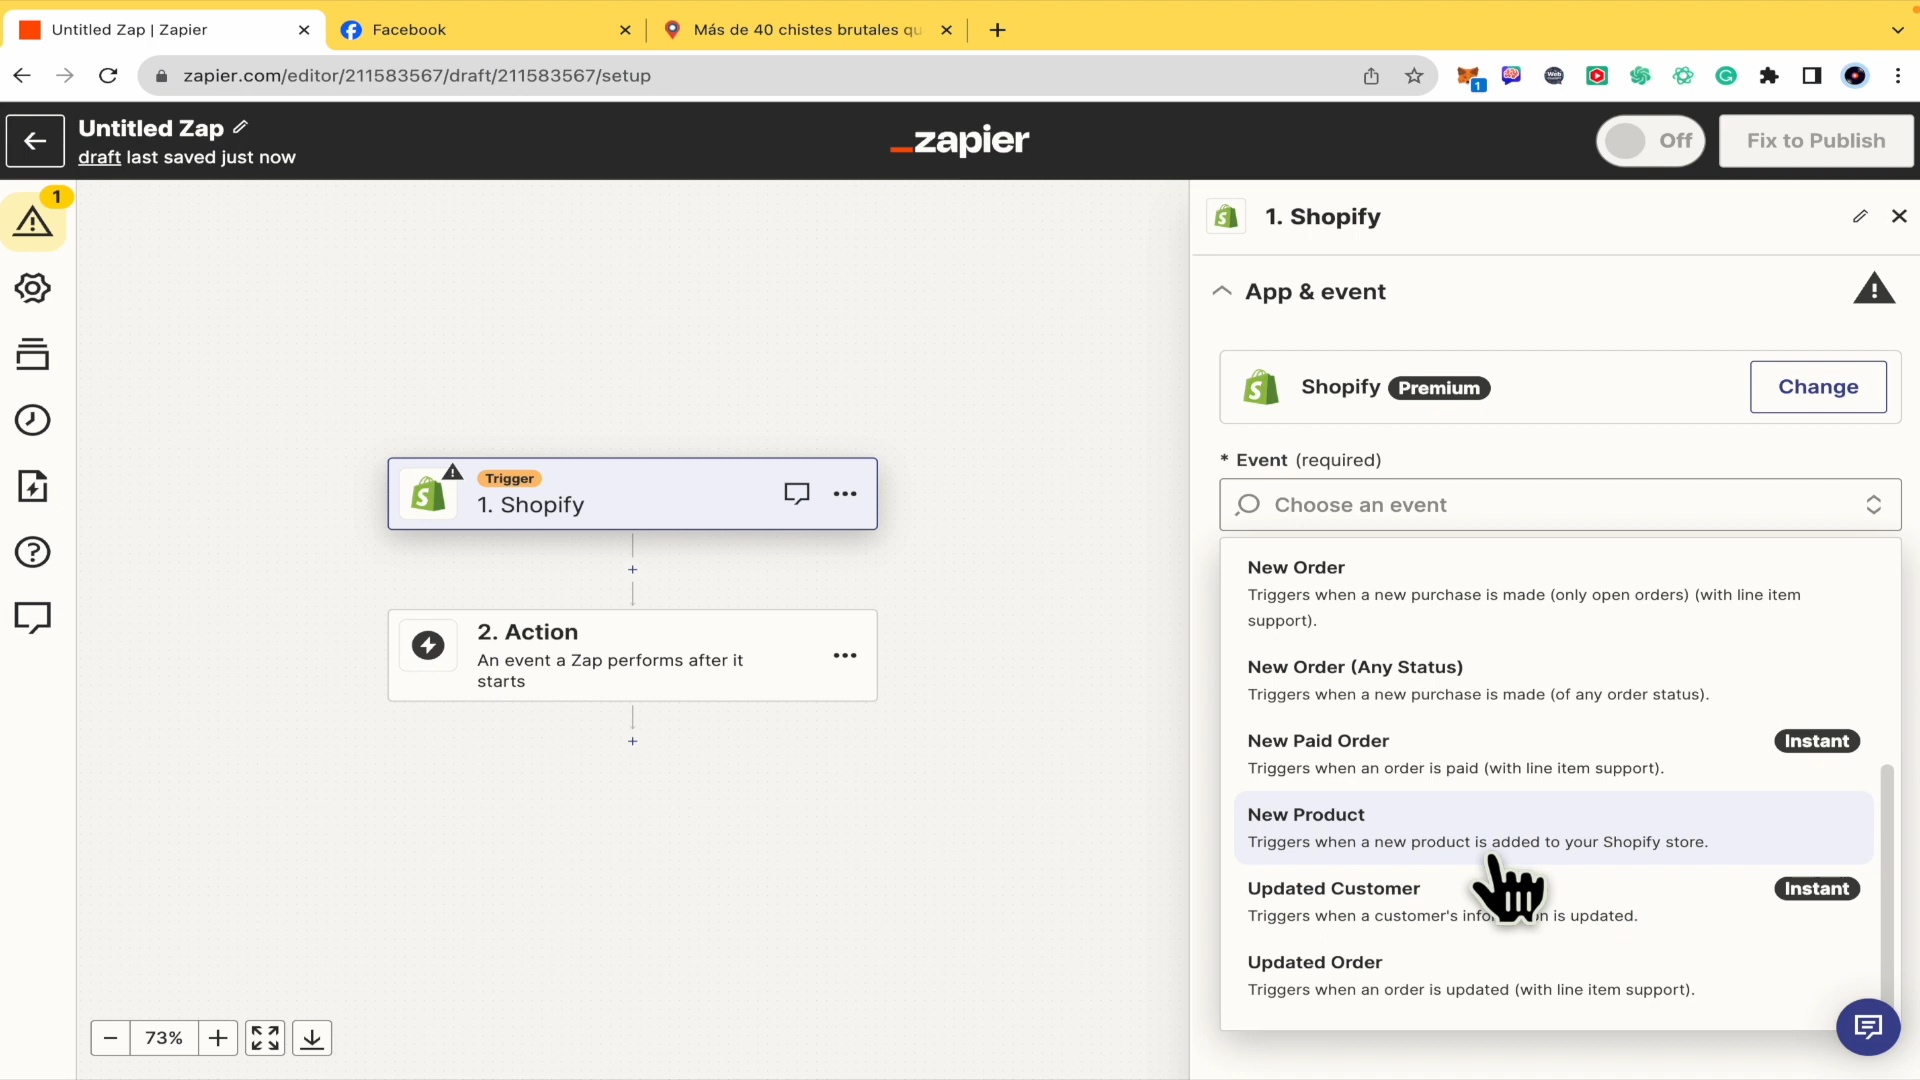 Untitled Zap | Zapier
Facebook
Más de 40 chistes brutales qu
zapier.com/editor/211583567/draft/211583567/setup
1
Untitled Zap
draft last saved just now
_zapier
Off
Fix to Publish
1
1. Shopify
App & event
Shopify Premium
Change
* Event (required)
Choose an event
Trigger
1. Shopify
2. Action
An event a Zap performs after it
starts
New Order
Triggers when a new purchase is made (only open orders) (with line item
support).
New Order (Any Status)
Triggers when a new purchase is made (of any order status).
New Paid Order
Instant
Triggers when an order is paid (with line item support).
New Product
Triggers when a new product is added to your Shopify store.
Updated Customer
Instant
Triggers when a customer's is updated.
Updated Order
Triggers when an order is updated (with line item support).
73%